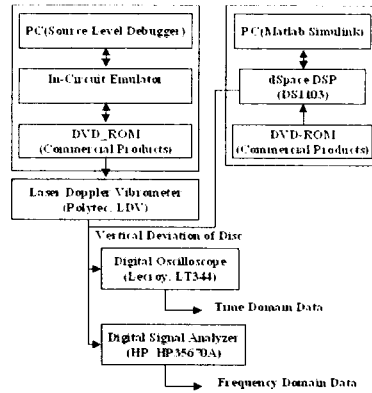 PC(Source Level Debugger)
In-Circuit Emulator
DVD_ROM
(Commercial Products)
PC(Matlab Simulink)
dSpace DSP
(DS1103)
DVD-ROM
(Commercial Products)
Laser Doppler Vibrometer
(Polytec, LDV)
Vertical Deviation of Disc
Digital Oscilloscope
(Lecroy, LT344)
Time Domain Data
Digital Signal Analyzer
(HP, HP35670A)
Frequency Domain Data